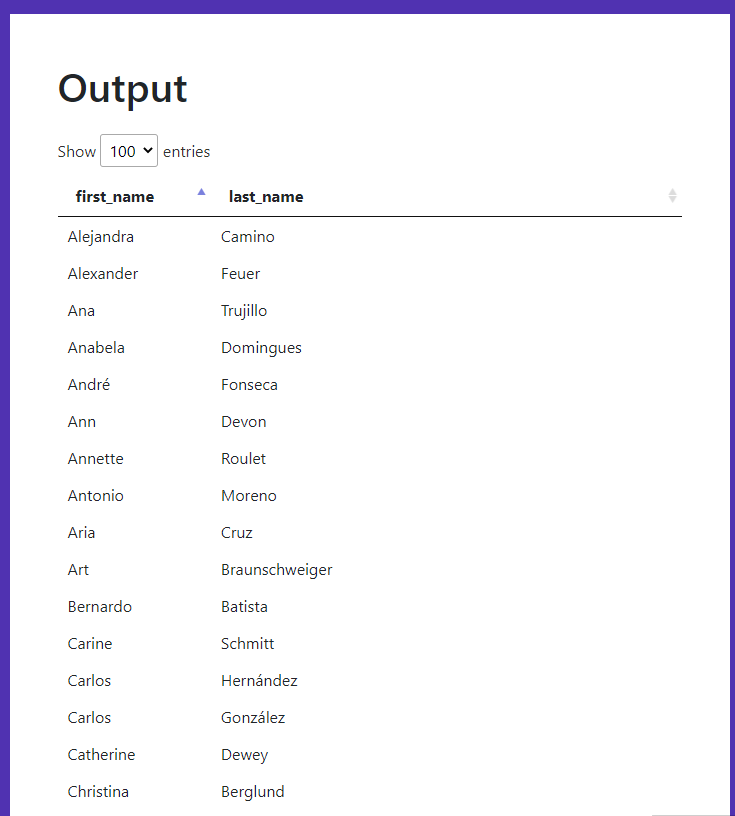 Output
Show 100 entries
first_name last_name
Alejandra Camino
Alexander Feuer
Ana Trujillo
Anabela Domingues
André Fonseca
Ann Devon
Annette Roulet
Antonio Moreno
Aria Cruz
Art Braunschweiger
Bernardo Batista
Carine Schmitt
Carlos Hernández
Carlos González
Catherine Dewey
Christina Berglund